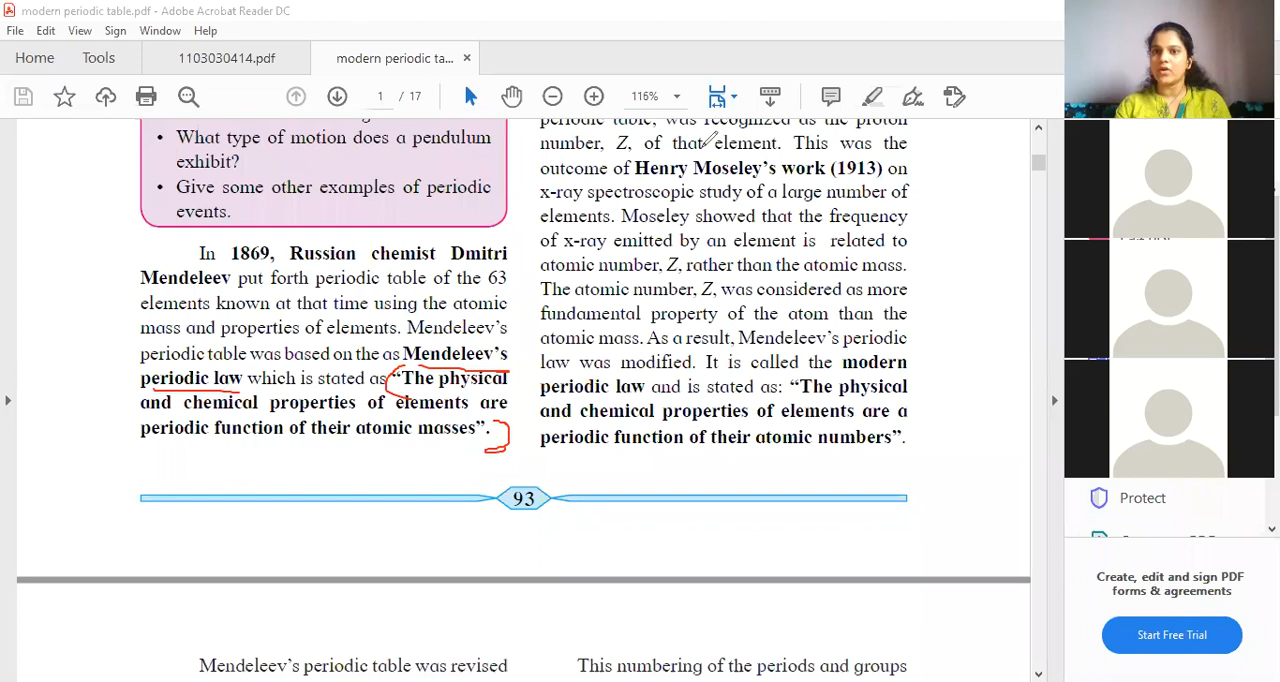 modern periodic table.pdf - Adobe Acrobat Reader DC
File Edit View Sign Window Help
Home Tools 1103030414.pdf modern periodic ta... ×
1 / 17 116%
• What type of motion does a pendulum
exhibit?
• Give some other examples of periodic
events.
In 1869, Russian chemist Dmitri
Mendeleev put forth periodic table of the 63
elements known at that time using the atomic
mass and properties of elements. Mendeleev's
periodic table was based on the as Mendeleev's
periodic law which is stated as “The physical
and chemical properties of elements are
periodic function of their atomic masses”.
periodic table, was recognized as the proton
number, Z, of that element. This was the
outcome of Henry Moseley's work (1913) on
x-ray spectroscopic study of a large number of
elements. Moseley showed that the frequency
of x-ray emitted by an element is related to
atomic number, Z, rather than the atomic mass.
The atomic number, Z, was considered as more
fundamental property of the atom than the
atomic mass. As a result, Mendeleev's periodic
law was modified. It is called the modern
periodic law and is stated as: “The physical
and chemical properties of elements are a
periodic function of their atomic numbers”.
93
Mendeleev's periodic table was revised
This numbering of the periods and groups
Protect
Create, edit and sign PDF
forms & agreements
Start Free Trial